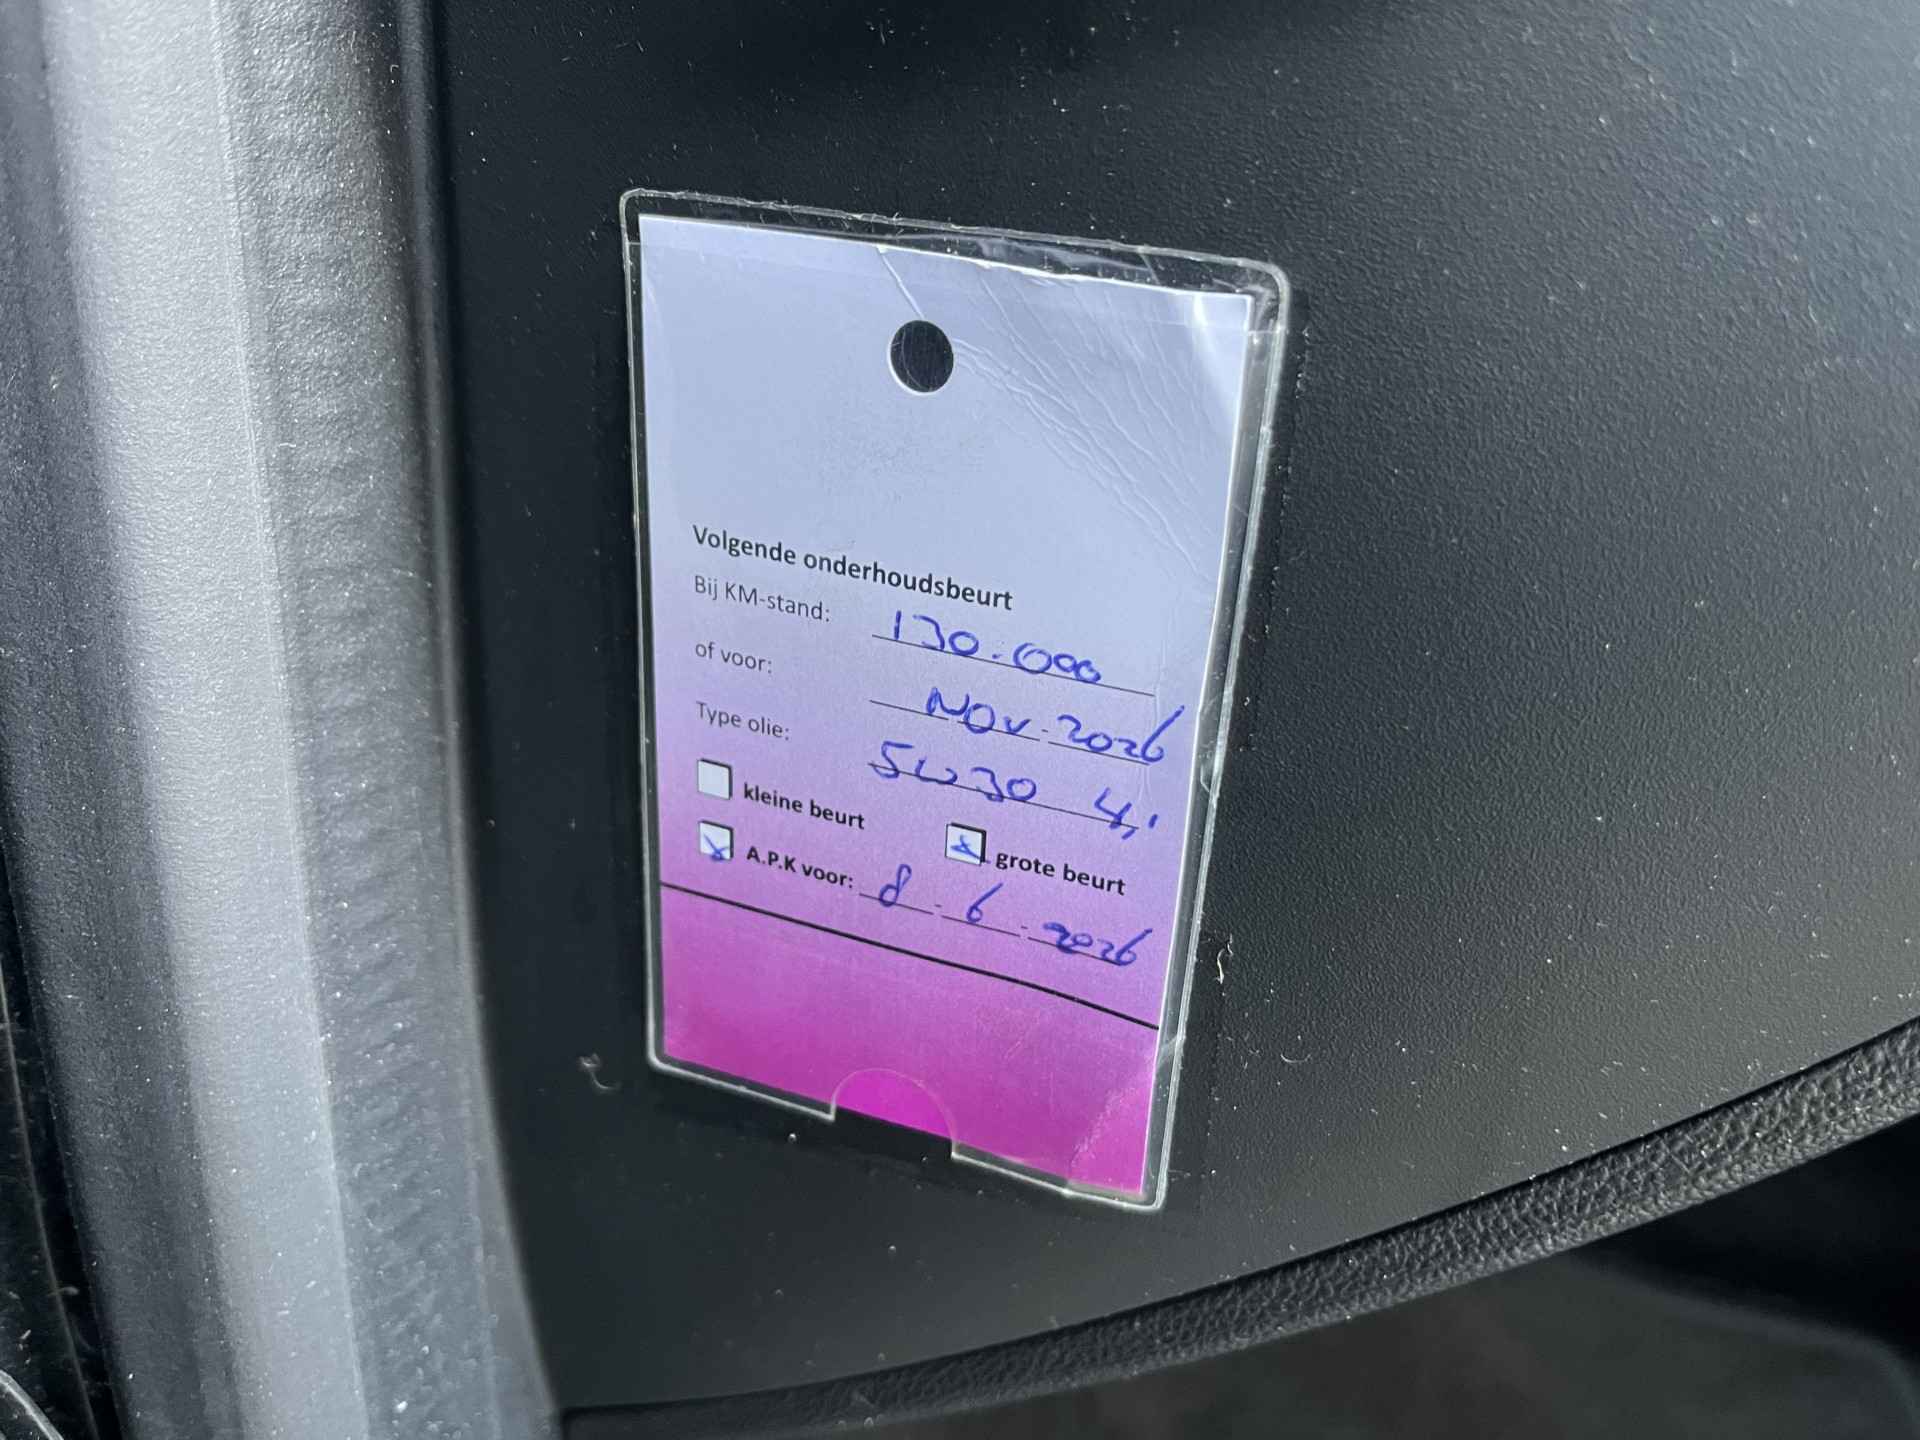 Volgende onderhoudsbeurt
Bij KM-stand: 130.000
of voor: Nov-2026
Type olie: 5W30 4,1
kleine beurt grote beurt
A.P.K voor: 8-6-2026